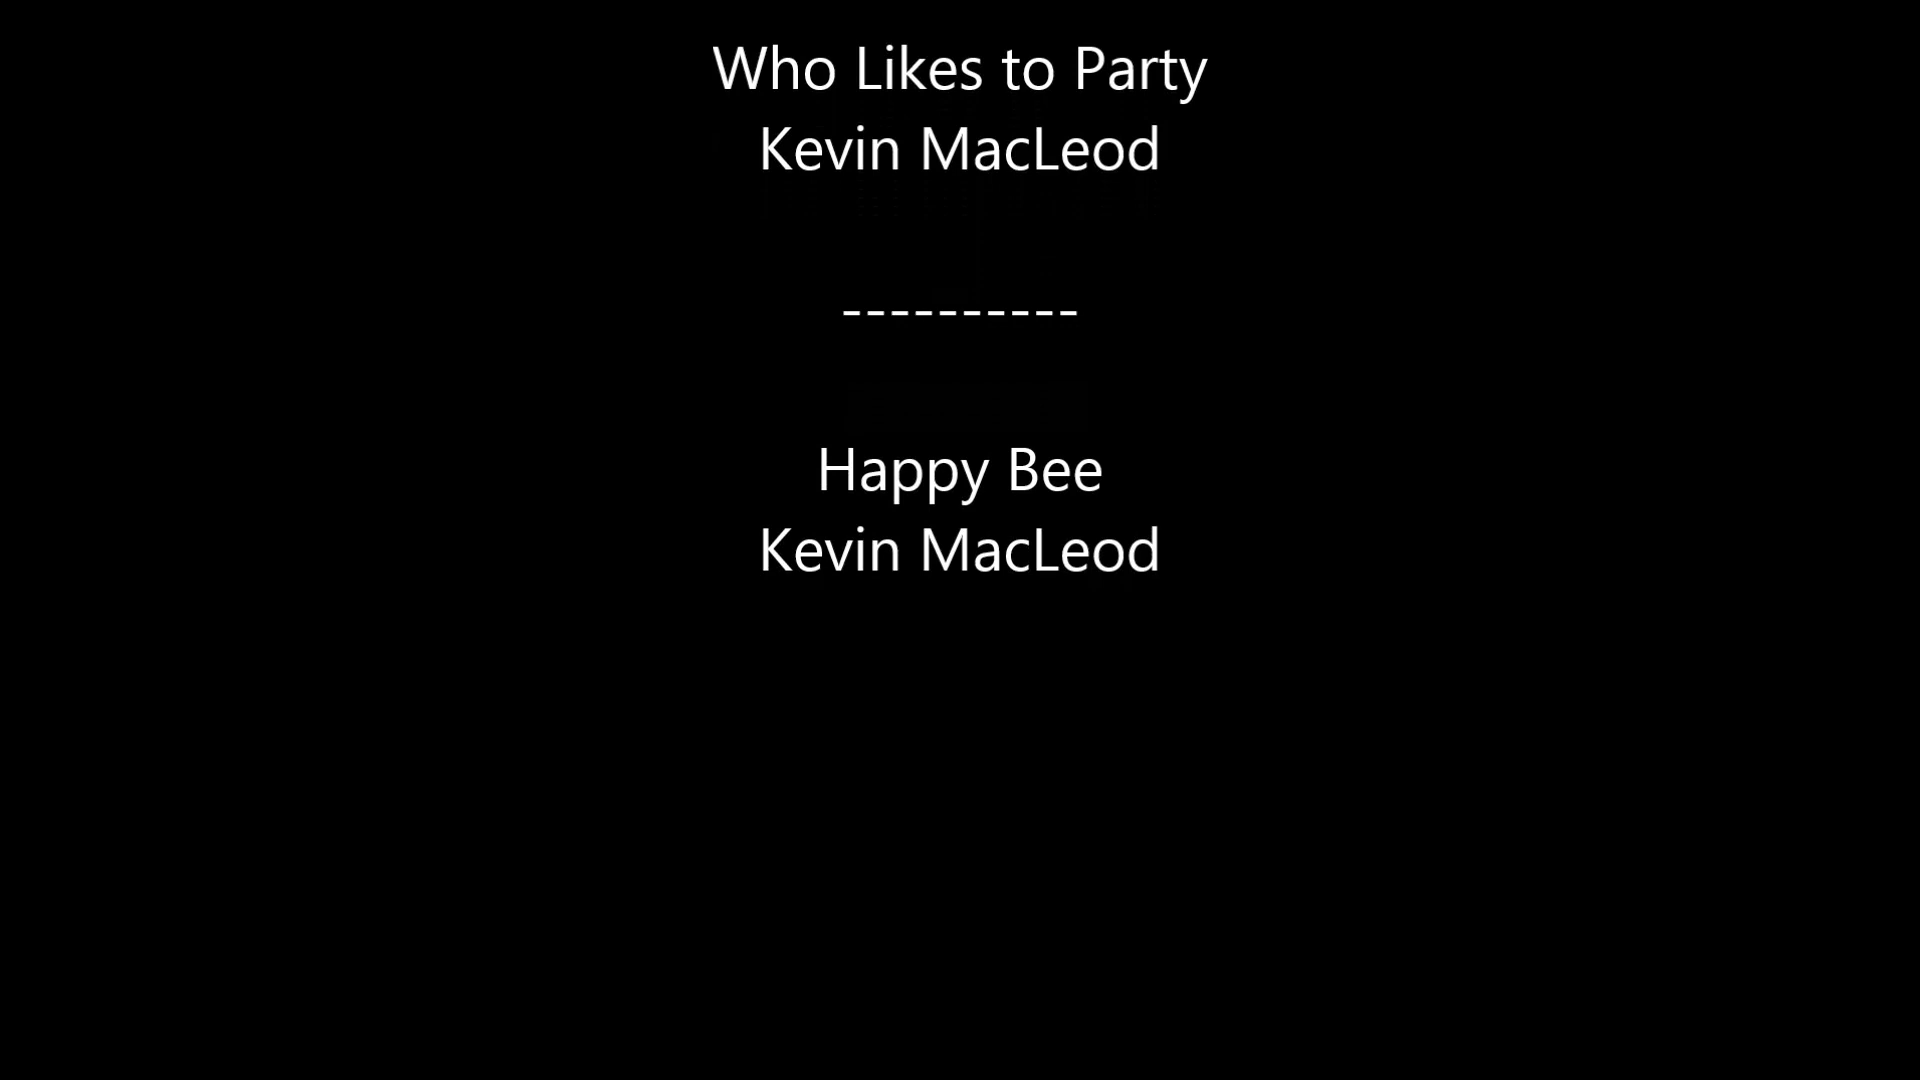 Who Likes to Party
Kevin MacLeod
----------
Happy Bee
Kevin MacLeod